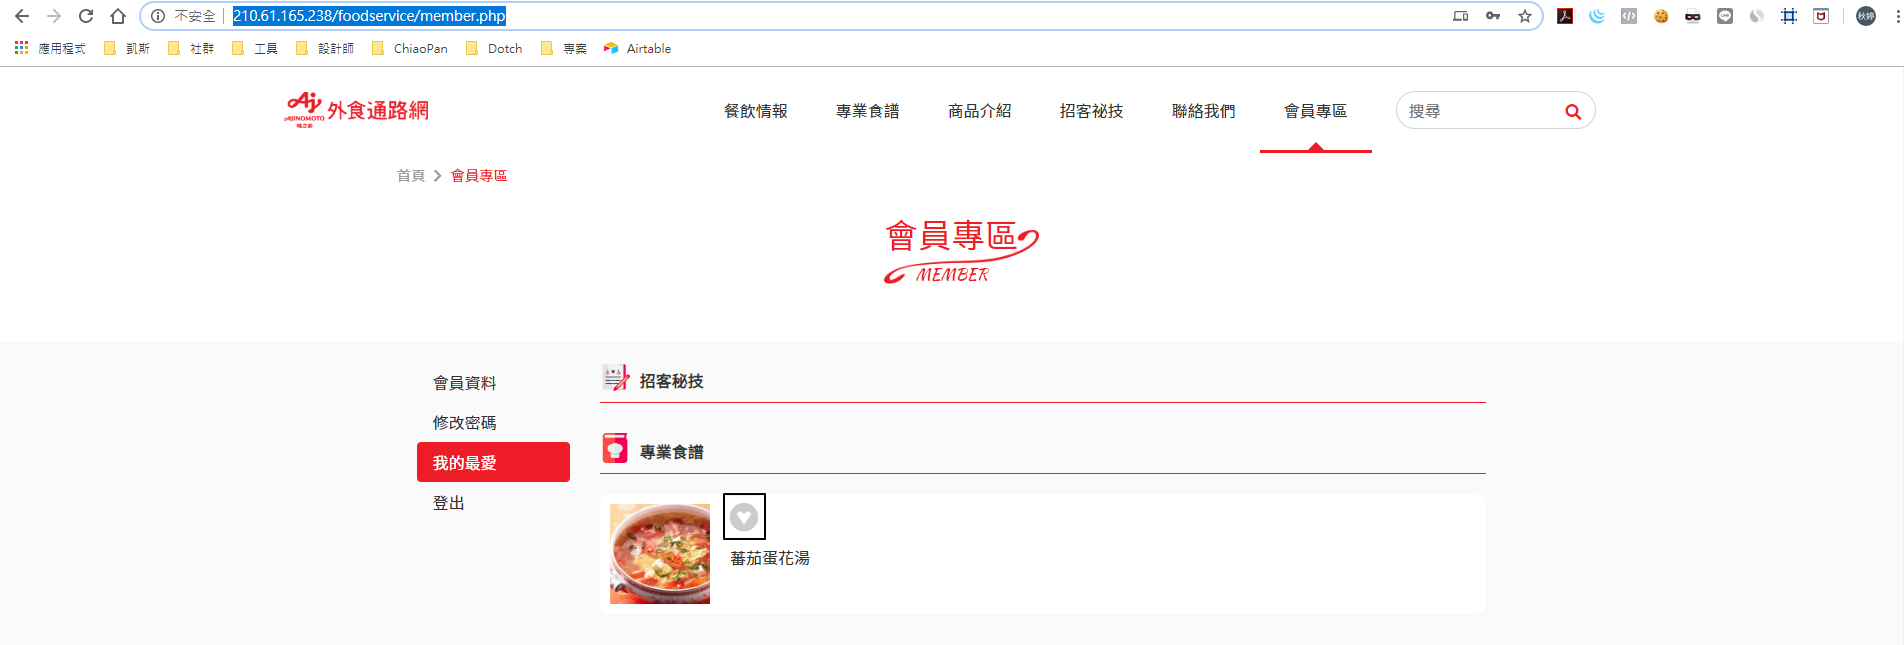 不安全 210.61.165.238/foodservice/member.php
應用程式 凱斯 社群 工具 設計師 ChiaoPan Dotch 專案 Airtable
AJINOMOTO 味之素 外食通路網 餐飲情報 專業食譜 商品介紹 招客祕技 聯絡我們 會員專區 搜尋
首頁 > 會員專區
會員專區
MEMBER
會員資料
修改密碼
我的最愛
登出
招客秘技
專業食譜
蕃茄蛋花湯